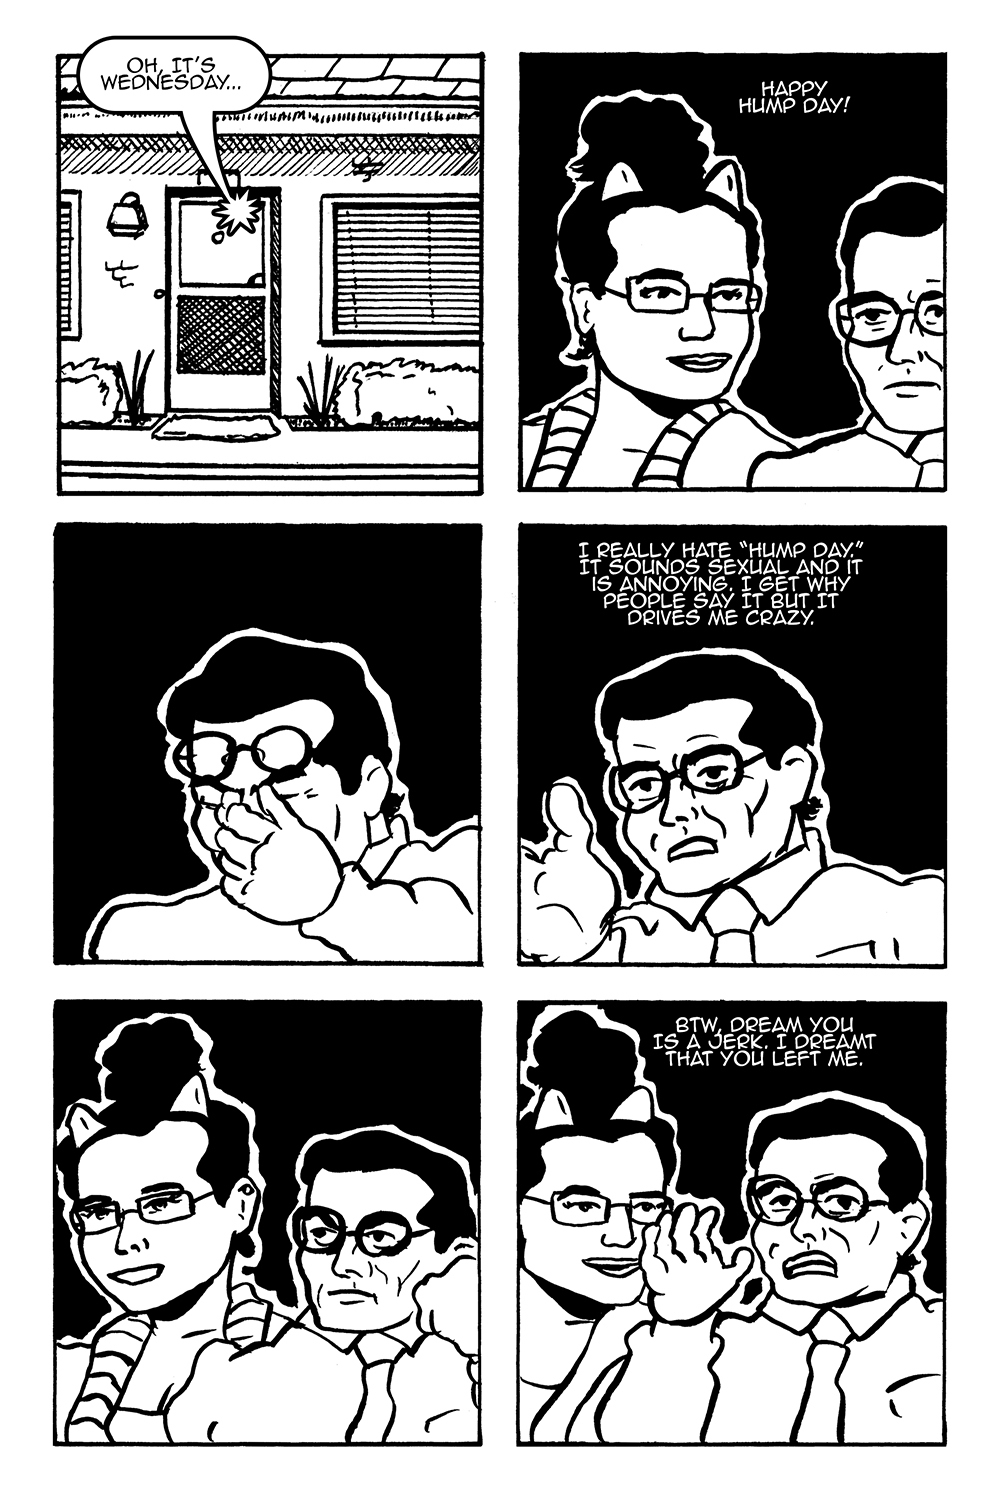 OH, IT'S
WEDNESDAY...
HAPPY
HUMP DAY!
I REALLY HATE "HUMP DAY."
IT SOUNDS SEXUAL AND IT
IS ANNOYING. I GET WHY
PEOPLE SAY IT BUT IT
DRIVES ME CRAZY.
BTW, DREAM YOU
IS A JERK. I DREAMT
THAT YOU LEFT ME.